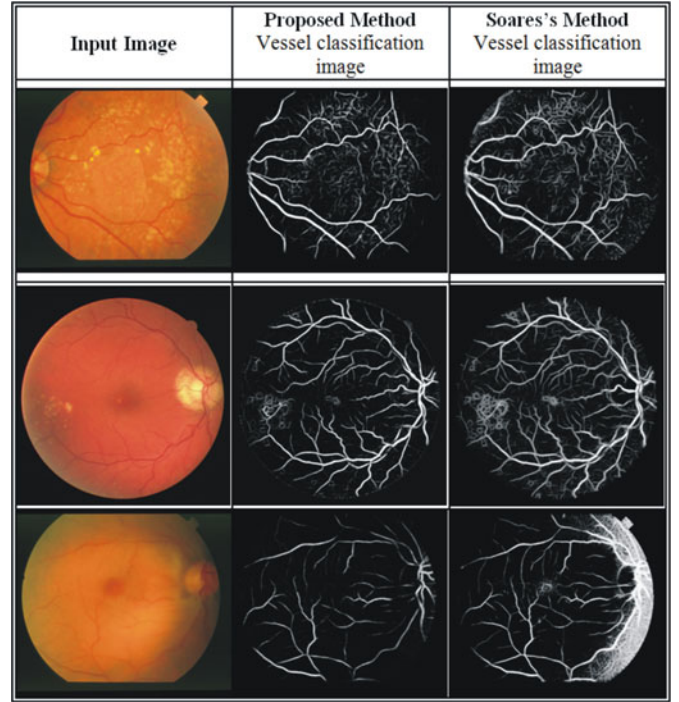 Input Image
Proposed Method
Vessel classification
image
Soares's Method
Vessel classification
image